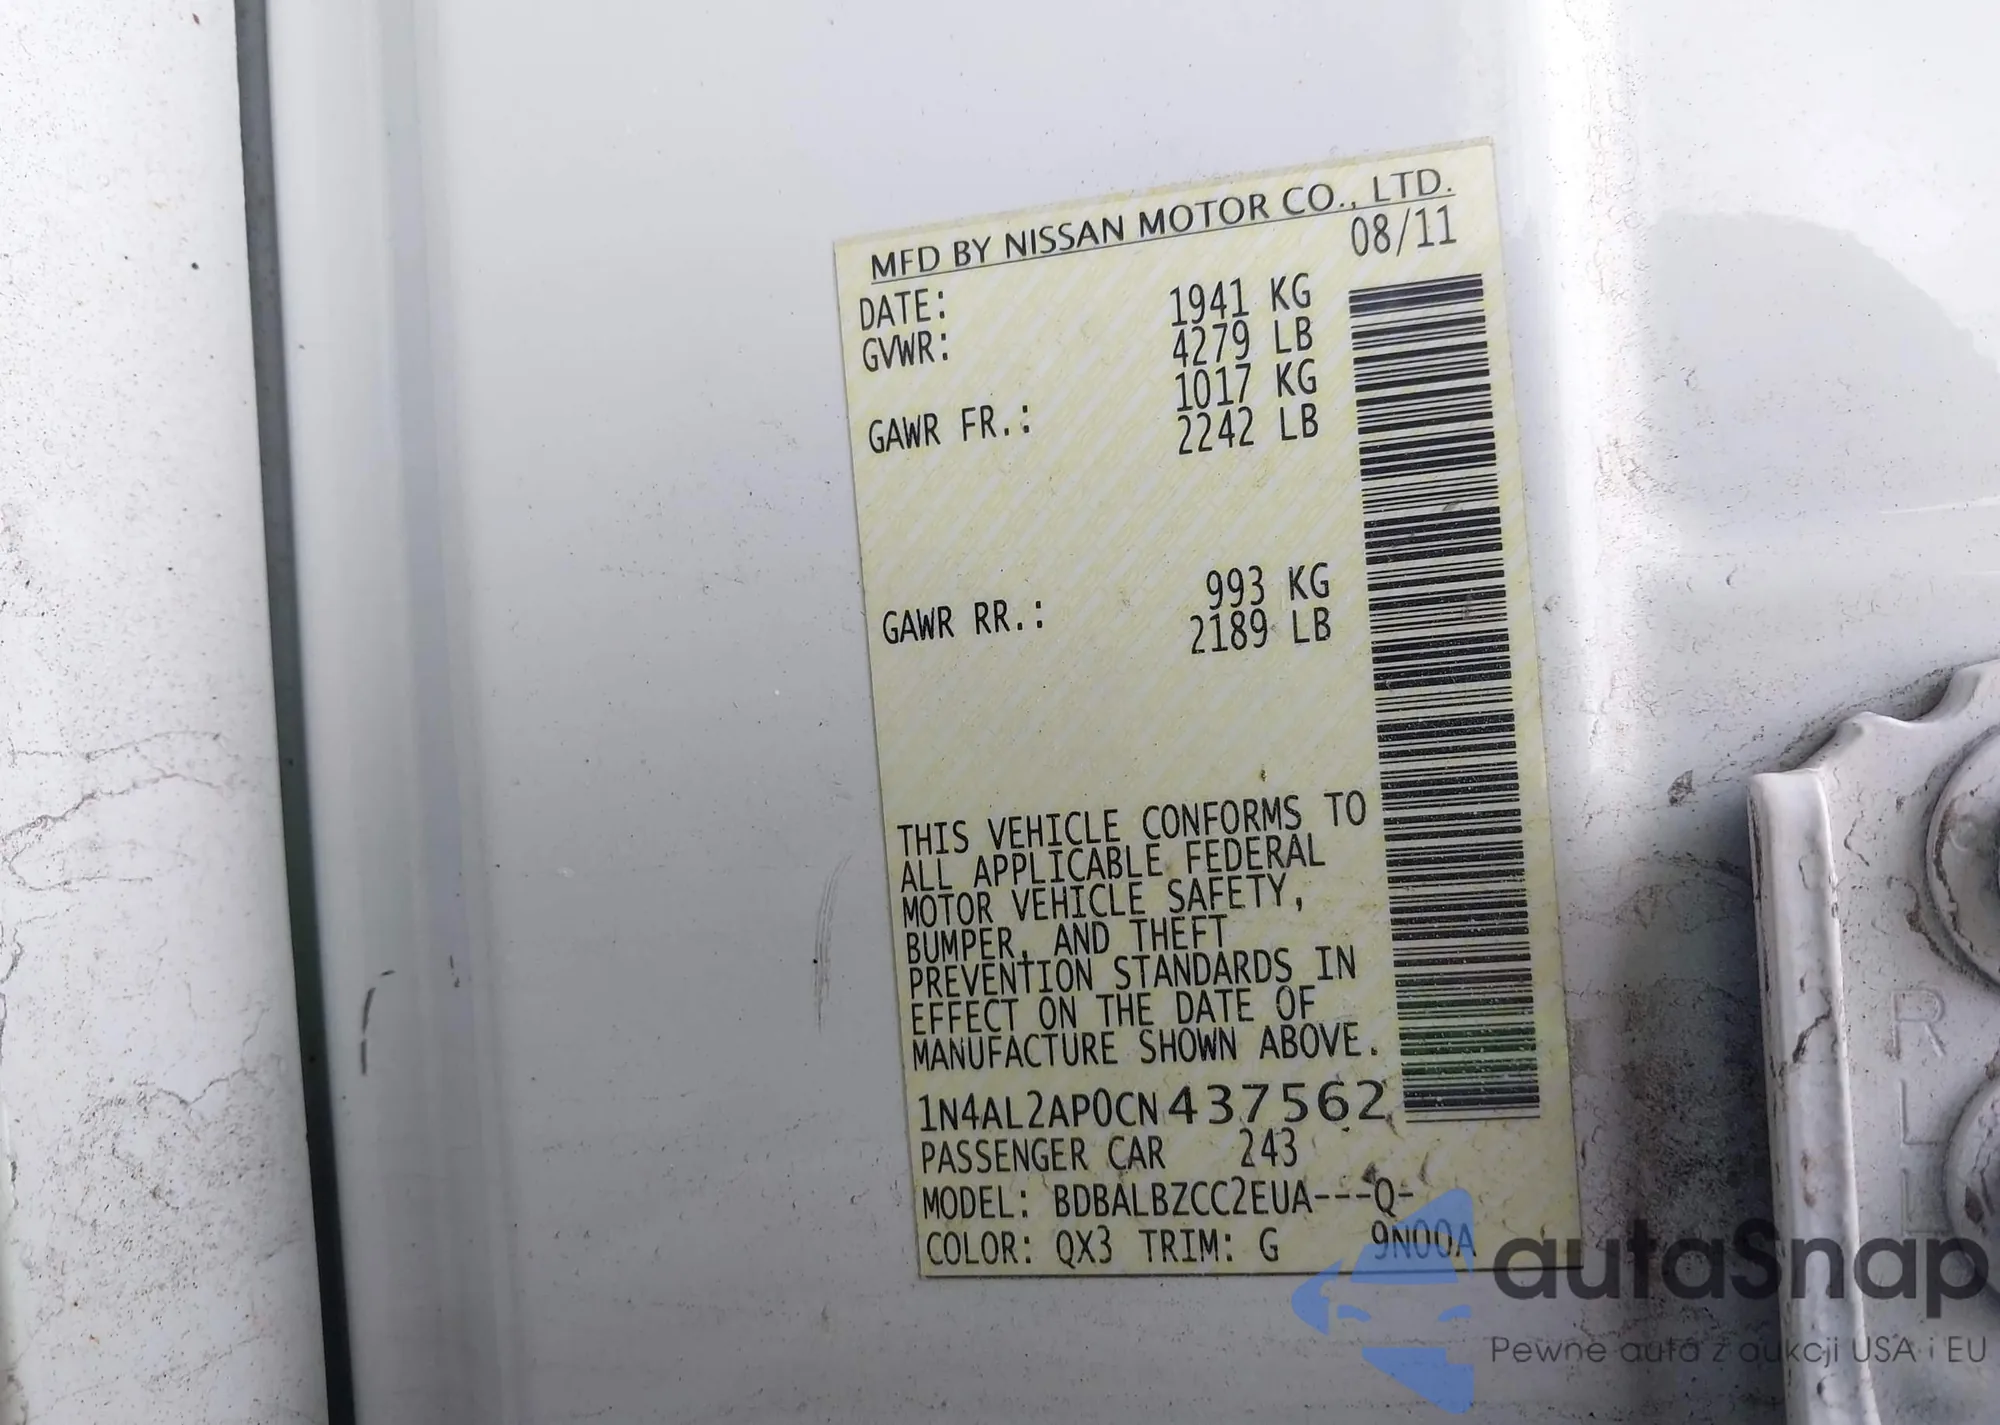 MFD BY NISSAN MOTOR CO., LTD.
DATE: 08/11
GVWR: 1941 KG
4279 LB
GAWR FR.: 1017 KG
2242 LB
GAWR RR.: 993 KG
2189 LB
THIS VEHICLE CONFORMS TO
ALL APPLICABLE FEDERAL
MOTOR VEHICLE SAFETY,
BUMPER, AND THEFT
PREVENTION STANDARDS IN
EFFECT ON THE DATE OF
MANUFACTURE SHOWN ABOVE.
1N4AL2AP0CN437562
PASSENGER CAR 243
MODEL: BDBALBZCC2EUA---Q-
COLOR: QX3 TRIM: G 9N00A
RLL
autaSnap
Pewne auta z aukcji USA i EU